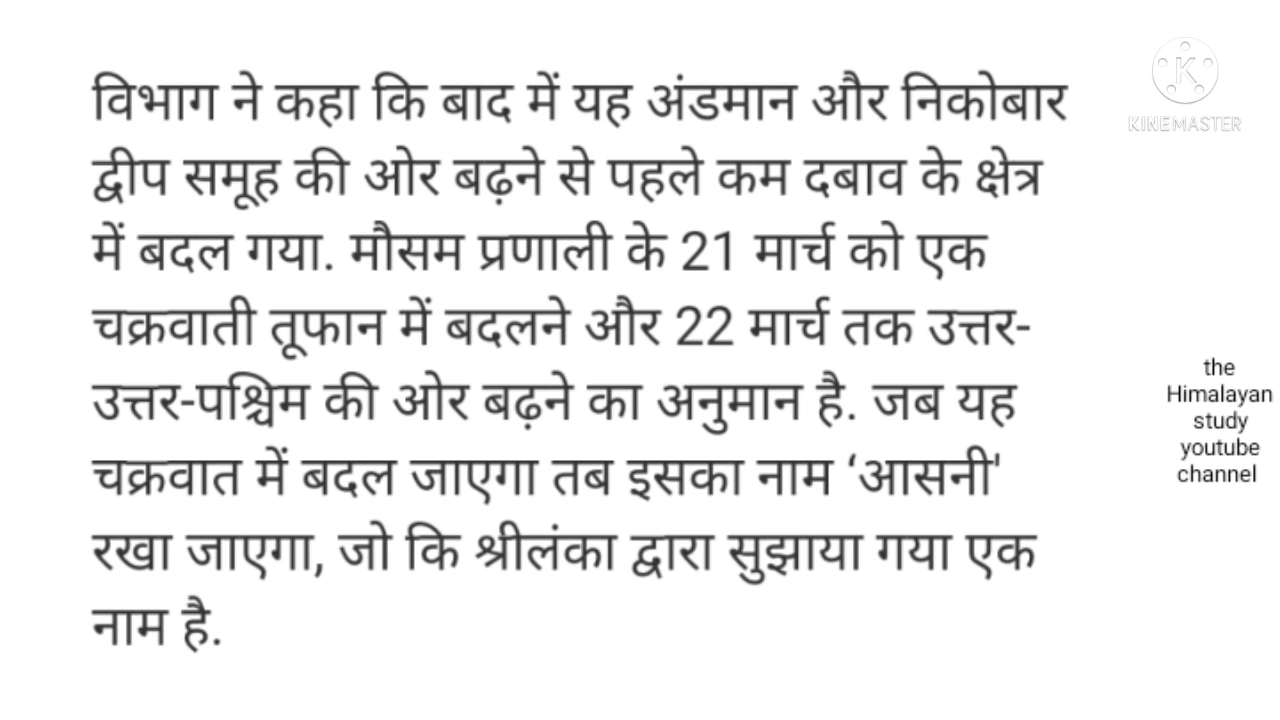 विभाग ने कहा कि बाद में यह अंडमान और निकोबार
द्वीप समूह की ओर बढ़ने से पहले कम दबाव के क्षेत्र
में बदल गया. मौसम प्रणाली के 21 मार्च को एक
चक्रवाती तूफान में बदलने और 22 मार्च तक उत्तर-
उत्तर-पश्चिम की ओर बढ़ने का अनुमान है. जब यह
चक्रवात में बदल जाएगा तब इसका नाम ‘आसनी'
रखा जाएगा, जो कि श्रीलंका द्वारा सुझाया गया एक
नाम है.
K
KINEMASTER
the
Himalayan
study
youtube
channel